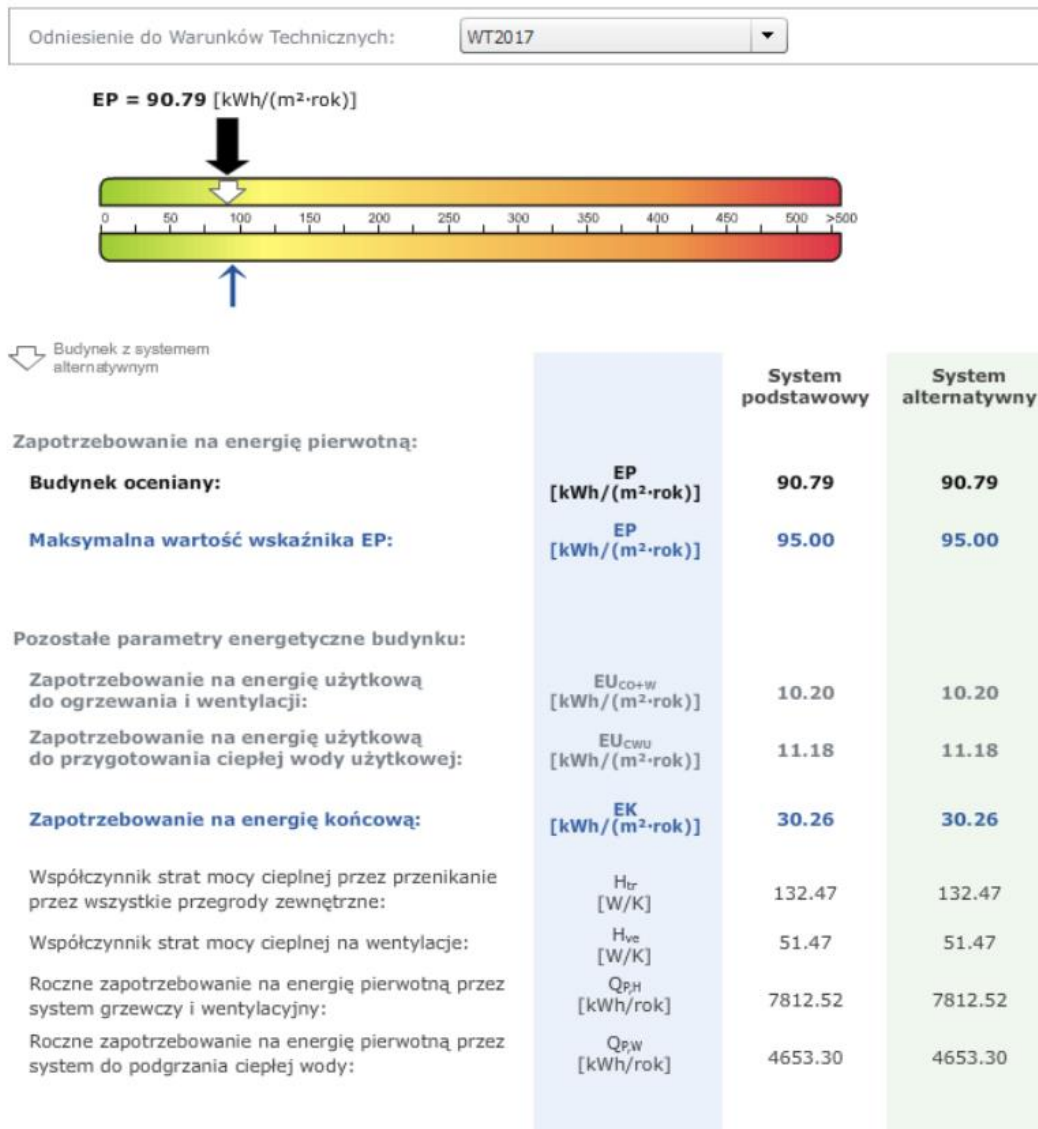 Odniesienie do Warunków Technicznych: WT2017
EP = 90.79 [kWh/(m²·rok)]
0 50 100 150 200 250 300 350 400 450 500 >500
Budynek z systemem
alternatywnym
System podstawowy
System alternatywny
Zapotrzebowanie na energię pierwotną:
Budynek oceniany: EP [kWh/(m²·rok)] 90.79 90.79
Maksymalna wartość wskaźnika EP: EP [kWh/(m²·rok)] 95.00 95.00
Pozostałe parametry energetyczne budynku:
Zapotrzebowanie na energię użytkową
do ogrzewania i wentylacji: EUCO+W [kWh/(m²·rok)] 10.20 10.20
Zapotrzebowanie na energię użytkową
do przygotowania ciepłej wody użytkowej: EUCWU [kWh/(m²·rok)] 11.18 11.18
Zapotrzebowanie na energię końcową: EK [kWh/(m²·rok)] 30.26 30.26
Współczynnik strat mocy cieplnej przez przenikanie
przez wszystkie przegrody zewnętrzne: Htr [W/K] 132.47 132.47
Współczynnik strat mocy cieplnej na wentylacje: Hve [W/K] 51.47 51.47
Roczne zapotrzebowanie na energię pierwotną przez
system grzewczy i wentylacyjny: QP,H [kWh/rok] 7812.52 7812.52
Roczne zapotrzebowanie na energię pierwotną przez
system do podgrzania ciepłej wody: QP,W [kWh/rok] 4653.30 4653.30